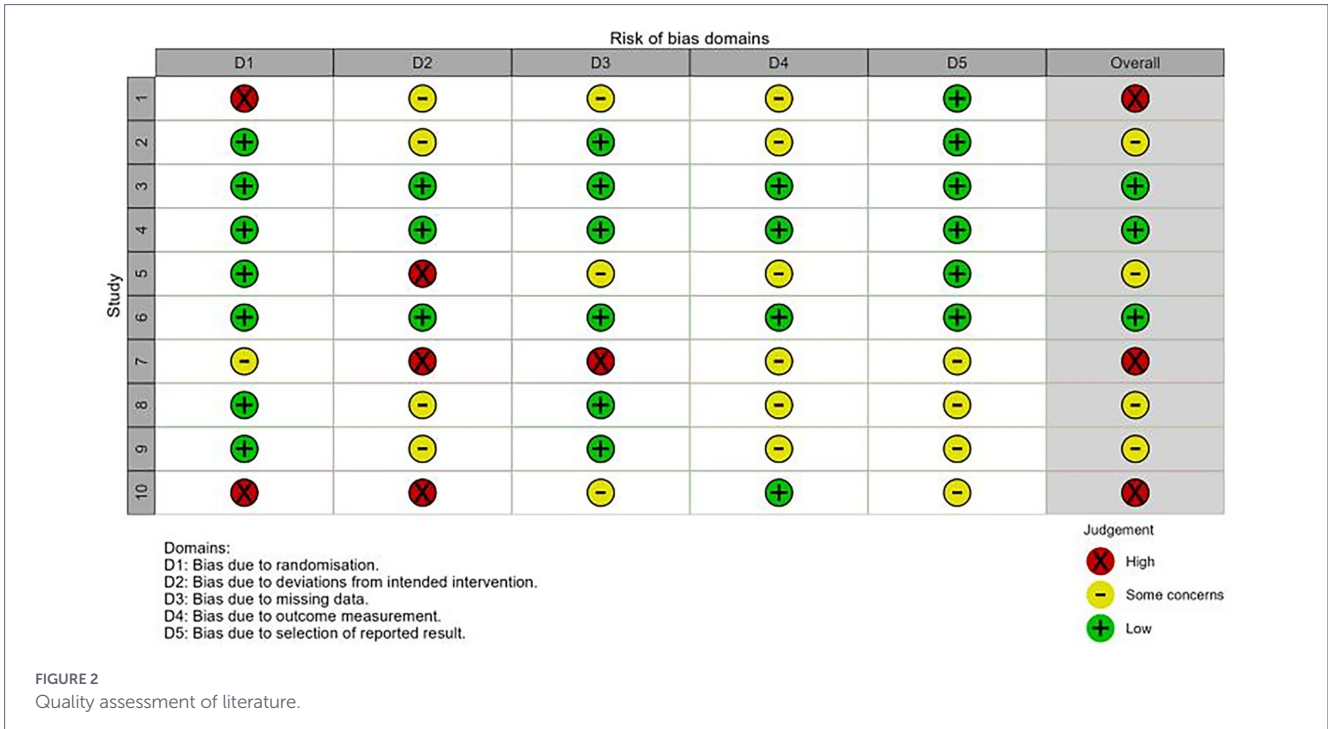 Risk of bias domains
D1 D2 D3 D4 D5 Overall
Study
1 X - - - + X
2 + - + - + -
3 + + + + + +
4 + + + + + +
5 + X - - + -
6 + + + + + +
7 - X X - - X
8 + - + - - -
9 + - + - - -
10 X X - + - X
Domains:
D1: Bias due to randomisation.
D2: Bias due to deviations from intended intervention.
D3: Bias due to missing data.
D4: Bias due to outcome measurement.
D5: Bias due to selection of reported result.
Judgement
X High
- Some concerns
+ Low
FIGURE 2
Quality assessment of literature.